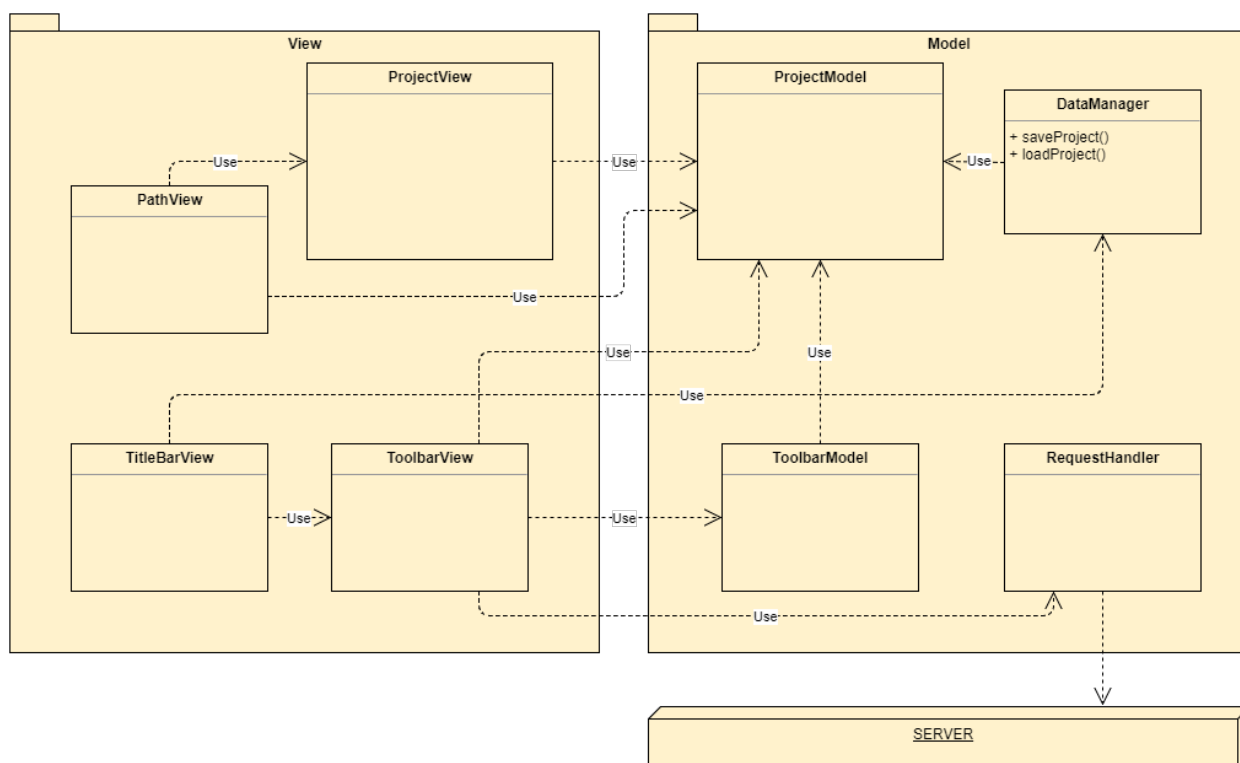 View
Model
ProjectView
ProjectModel
DataManager
+ saveProject()
+ loadProject()
Use
Use
Use
PathView
Use
Use
Use
Use
TitleBarView
ToolbarView
ToolbarModel
RequestHandler
Use
Use
Use
SERVER